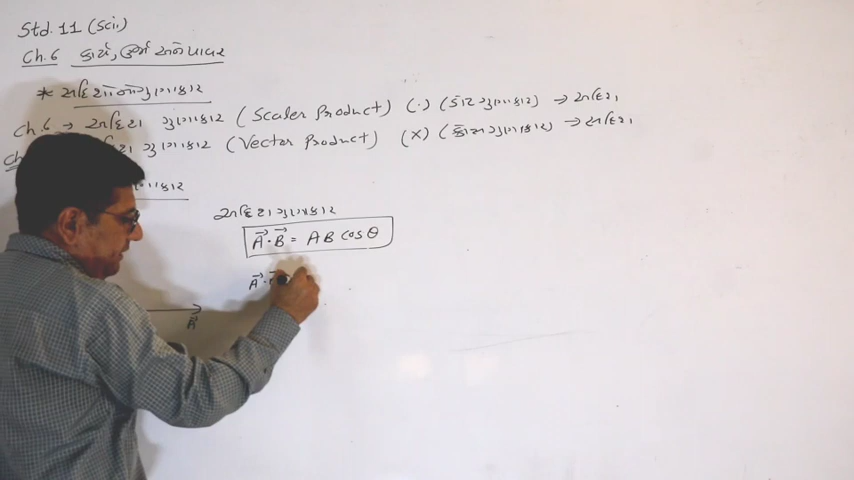 Std. 11 (Sci.)
Ch.6 કાર્ય, ઊર્જા અને પાવર
* સદિશોનો ગુણાકાર
Ch.6 → અદિશ ગુણાકાર (Scaler Product) (·) (ડોટ ગુણાકાર) → અદિશ
ગુણાકાર (Vector Product) (×) (ક્રોસ ગુણાકાર) → સદિશ
અદિશ ગુણાકાર
A⃗·B⃗ = AB cosθ
A⃗·
A⃗